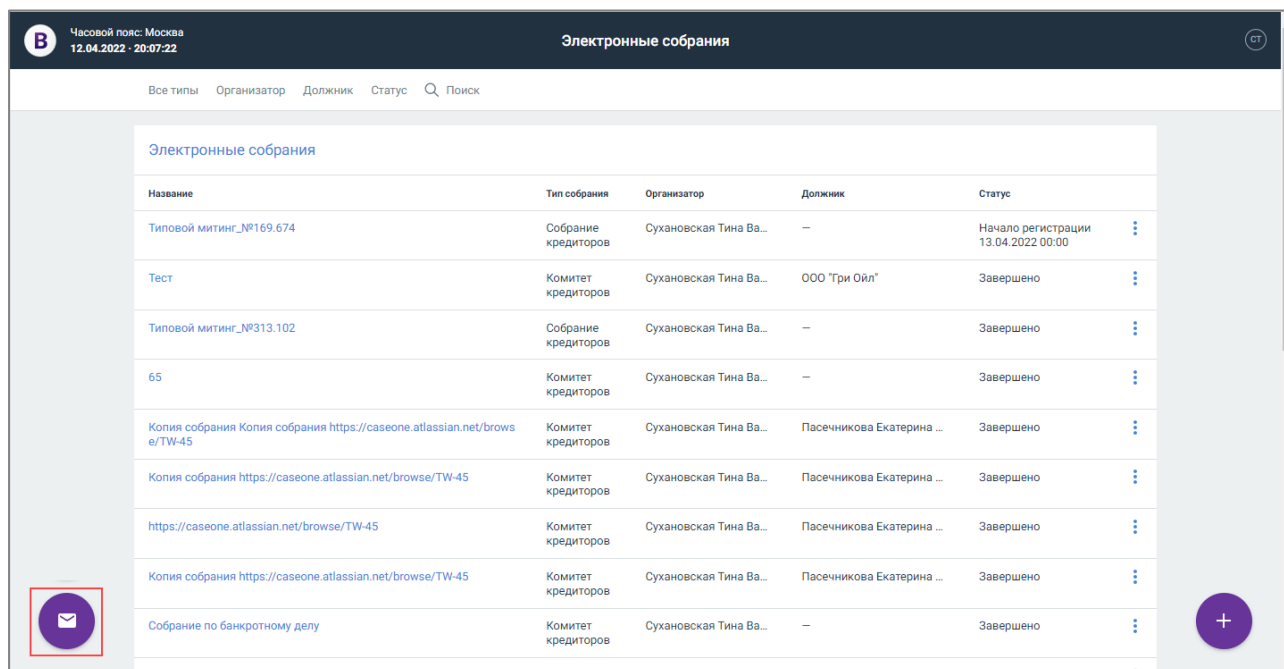 B
Часовой пояс: Москва
12.04.2022 · 20:07:22
Электронные собрания
СТ
Все типы Организатор Должник Статус Поиск
Электронные собрания
Название Тип собрания Организатор Должник Статус
Типовой митинг_№169.674 Собрание Сухановская Тина Ва... — Начало регистрации
кредиторов 13.04.2022 00:00
Тест Комитет Сухановская Тина Ва... ООО "Гри Ойл" Завершено
кредиторов
Типовой митинг_№313.102 Собрание Сухановская Тина Ва... — Завершено
кредиторов
65 Комитет Сухановская Тина Ва... — Завершено
кредиторов
Копия собрания Копия собрания https://caseone.atlassian.net/brows Комитет Сухановская Тина Ва... Пасечникова Екатерина ... Завершено
e/TW-45 кредиторов
Копия собрания https://caseone.atlassian.net/browse/TW-45 Комитет Сухановская Тина Ва... Пасечникова Екатерина ... Завершено
кредиторов
https://caseone.atlassian.net/browse/TW-45 Комитет Сухановская Тина Ва... Пасечникова Екатерина ... Завершено
кредиторов
Копия собрания https://caseone.atlassian.net/browse/TW-45 Комитет Сухановская Тина Ва... Пасечникова Екатерина ... Завершено
кредиторов
Собрание по банкротному делу Комитет Сухановская Тина Ва... — Завершено
кредиторов